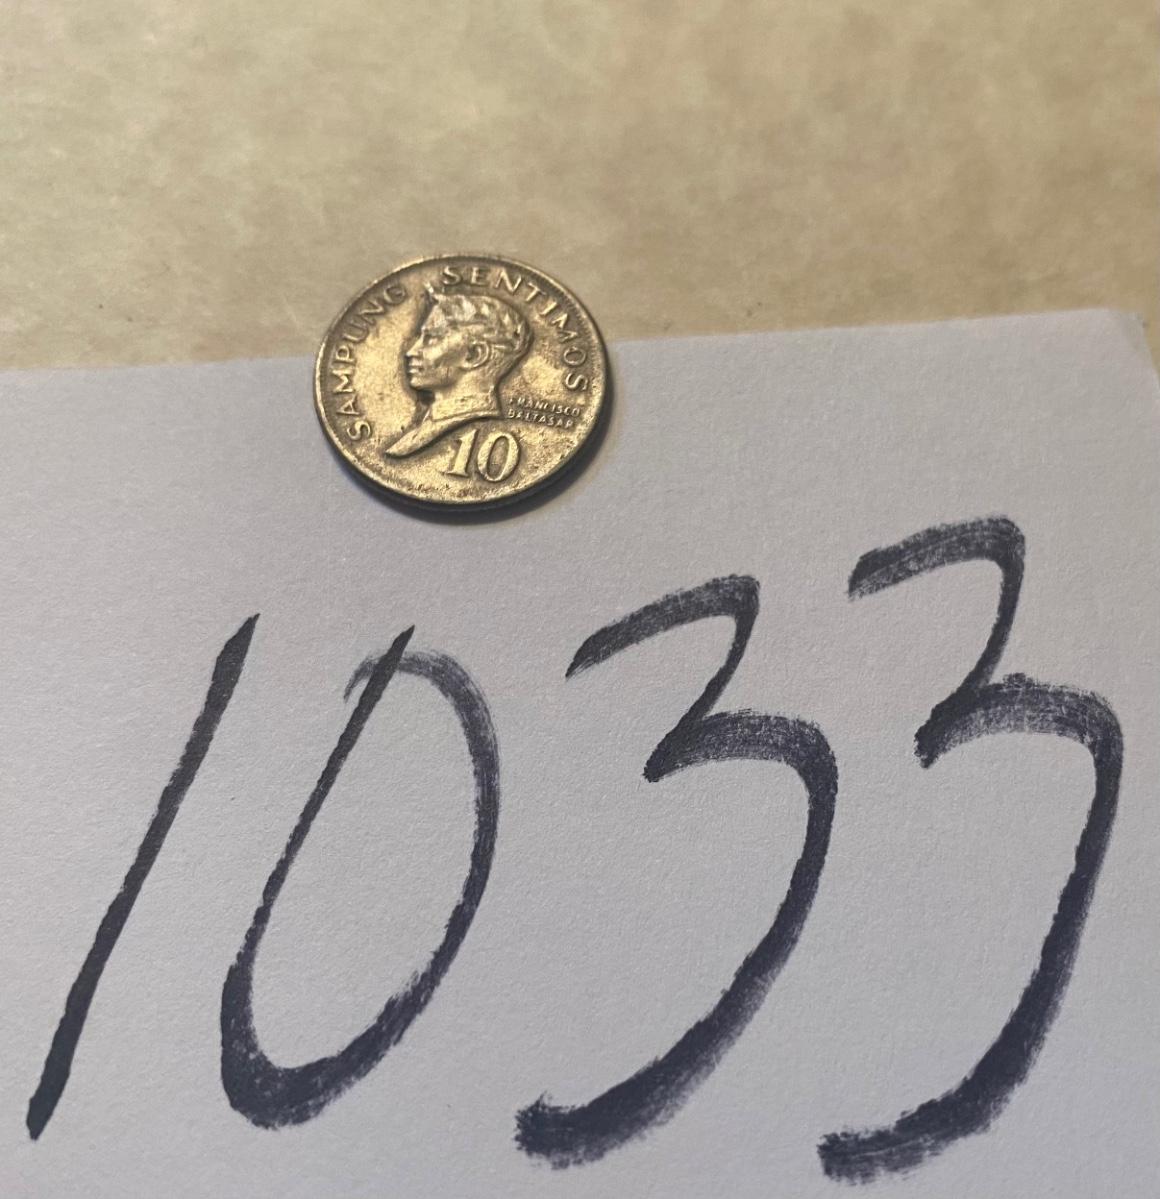 SAMPUNG SENTIMOS
FRANCISCO
BALTASAR
10
1033